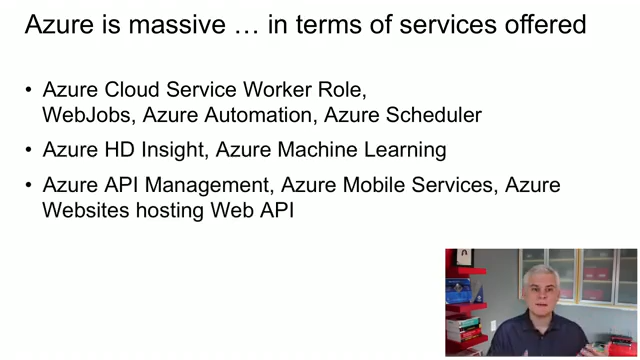 Azure is massive … in terms of services offered
• Azure Cloud Service Worker Role,
WebJobs, Azure Automation, Azure Scheduler
• Azure HD Insight, Azure Machine Learning
• Azure API Management, Azure Mobile Services, Azure
Websites hosting Web API